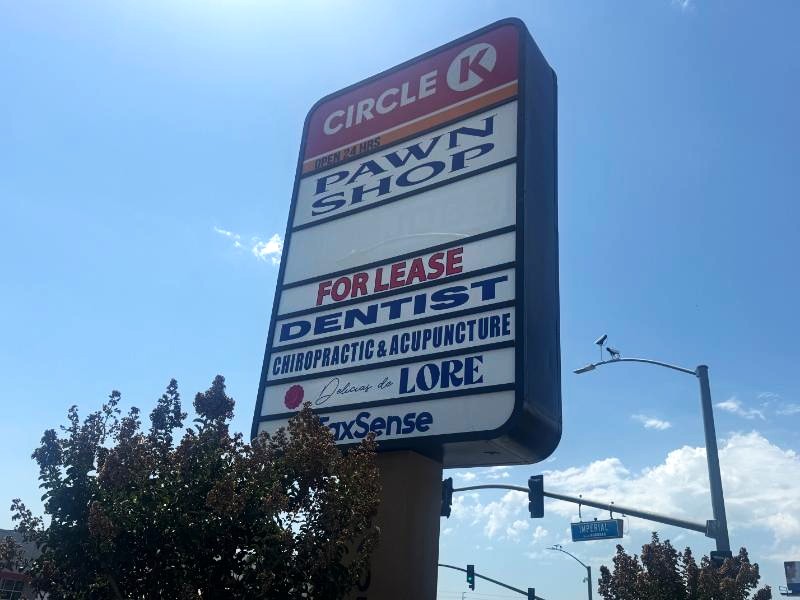 CIRCLE K
OPEN 24 HRS
PAWN
SHOP
FOR LEASE
DENTIST
CHIROPRACTIC & ACUPUNCTURE
Delicias de LORE
TaxSense
IMPERIAL